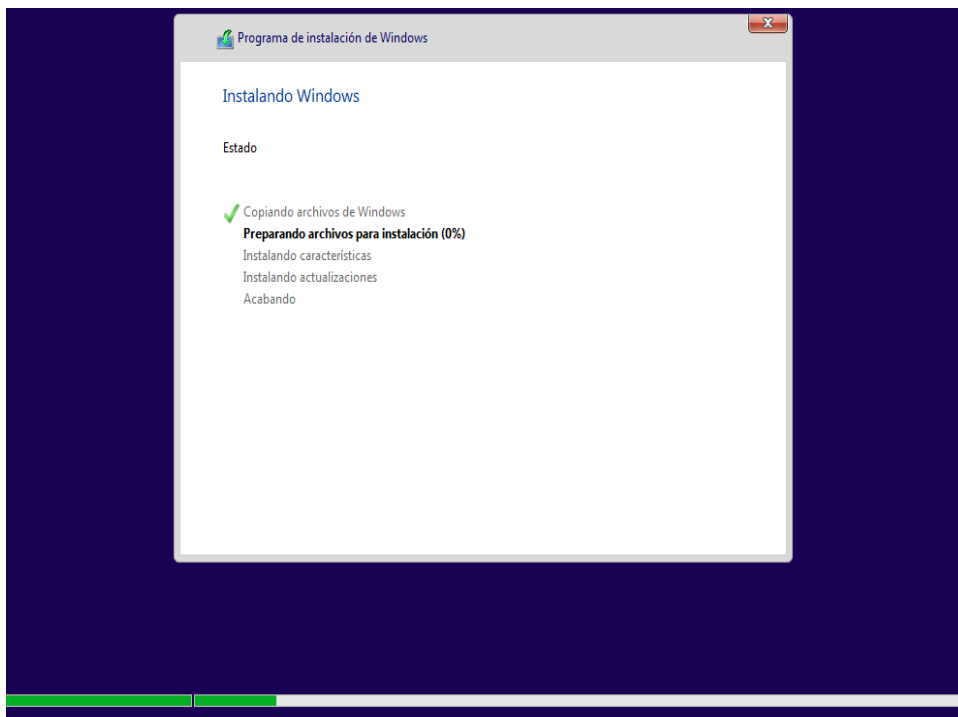 Programa de instalación de Windows
Instalando Windows
Estado
Copiando archivos de Windows
Preparando archivos para instalación (0%)
Instalando características
Instalando actualizaciones
Acabando